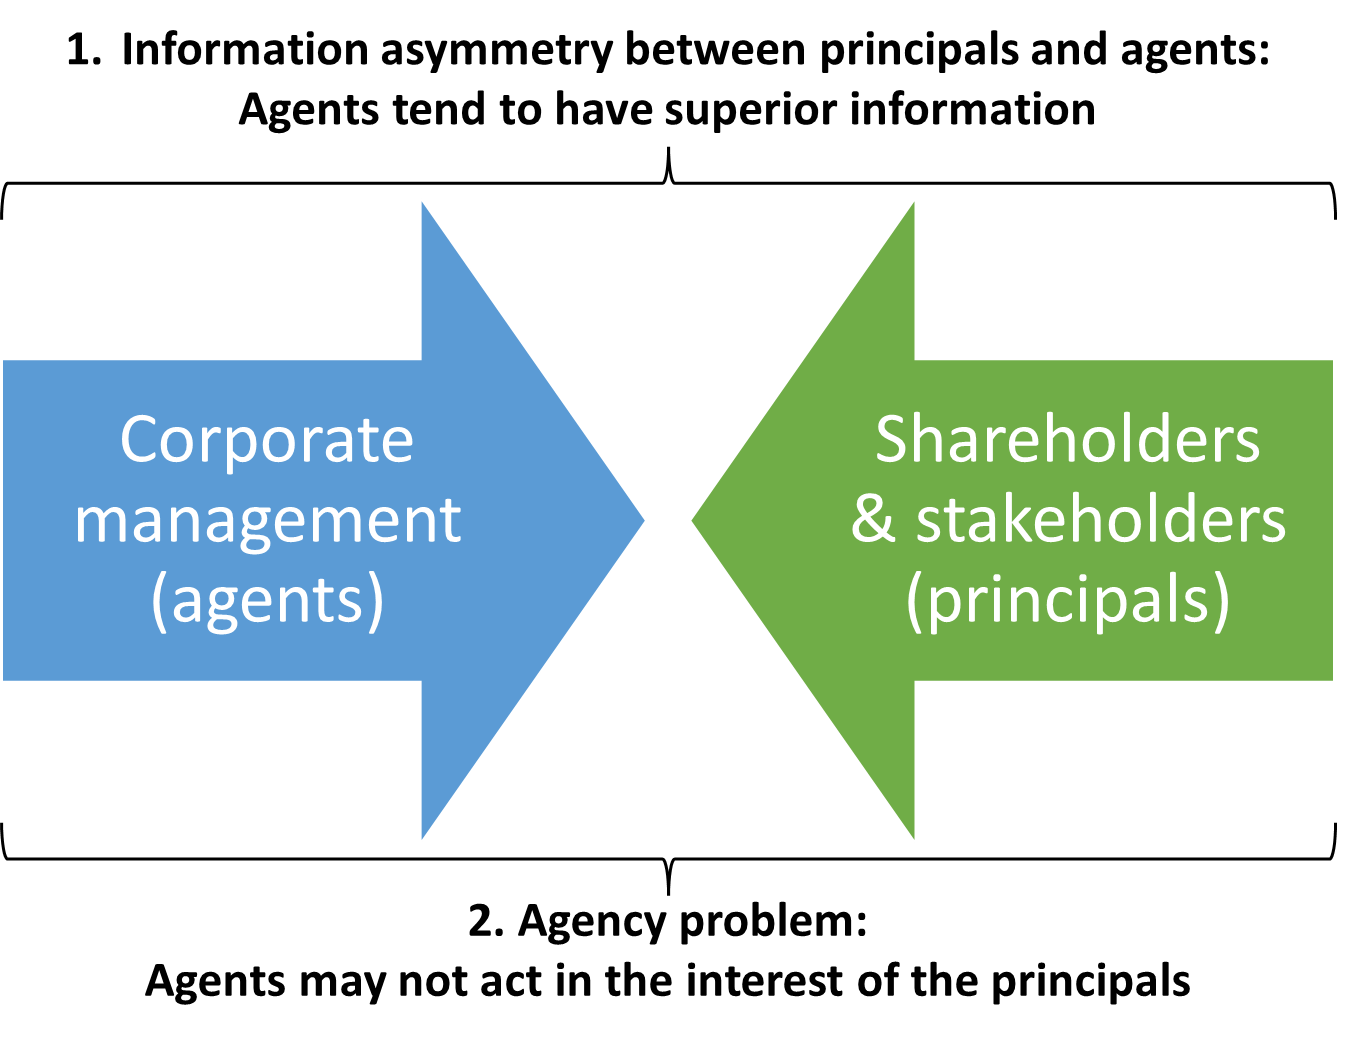 1. Information asymmetry between principals and agents:
Agents tend to have superior information
Corporate
management
(agents)
Shareholders
& stakeholders
(principals)
2. Agency problem:
Agents may not act in the interest of the principals